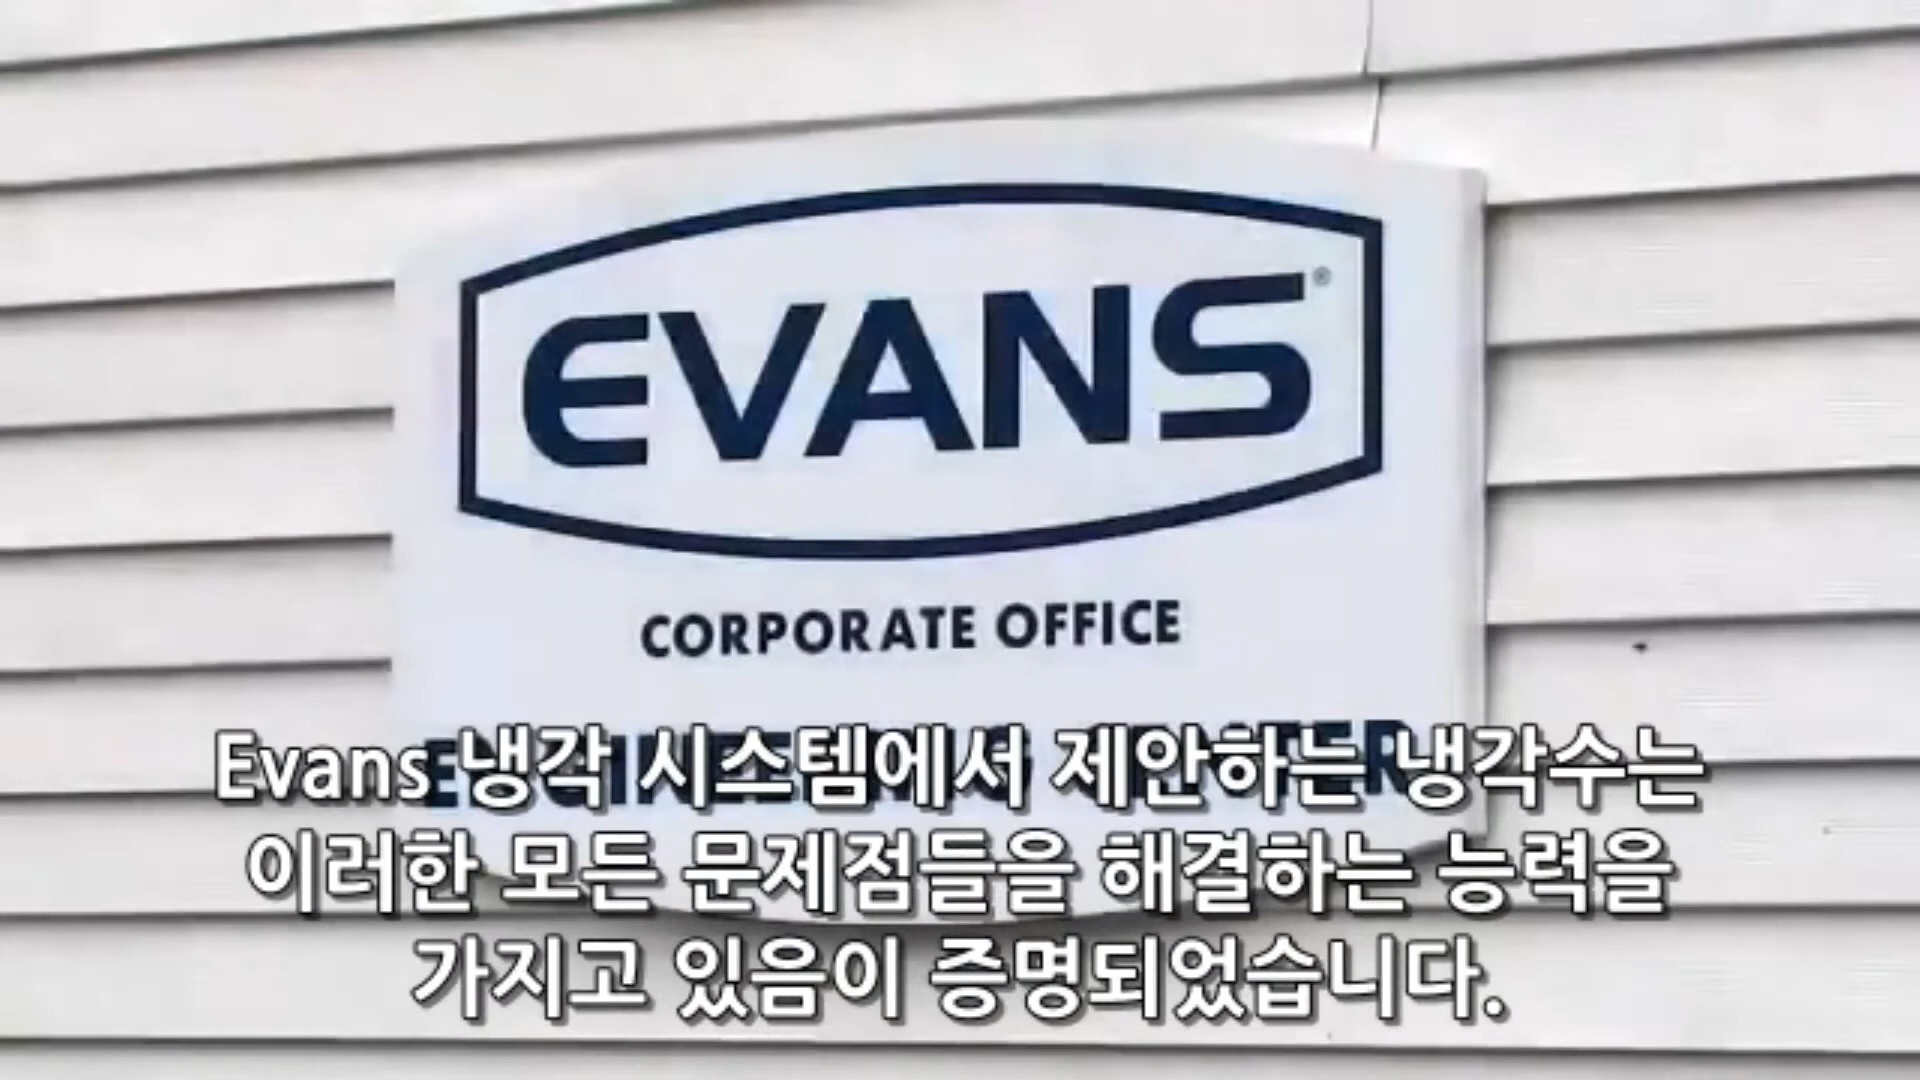 EVANS®
CORPORATE OFFICE
ENGINEERING CENTER
Evans 냉각 시스템에서 제안하는 냉각수는
이러한 모든 문제점들을 해결하는 능력을
가지고 있음이 증명되었습니다.